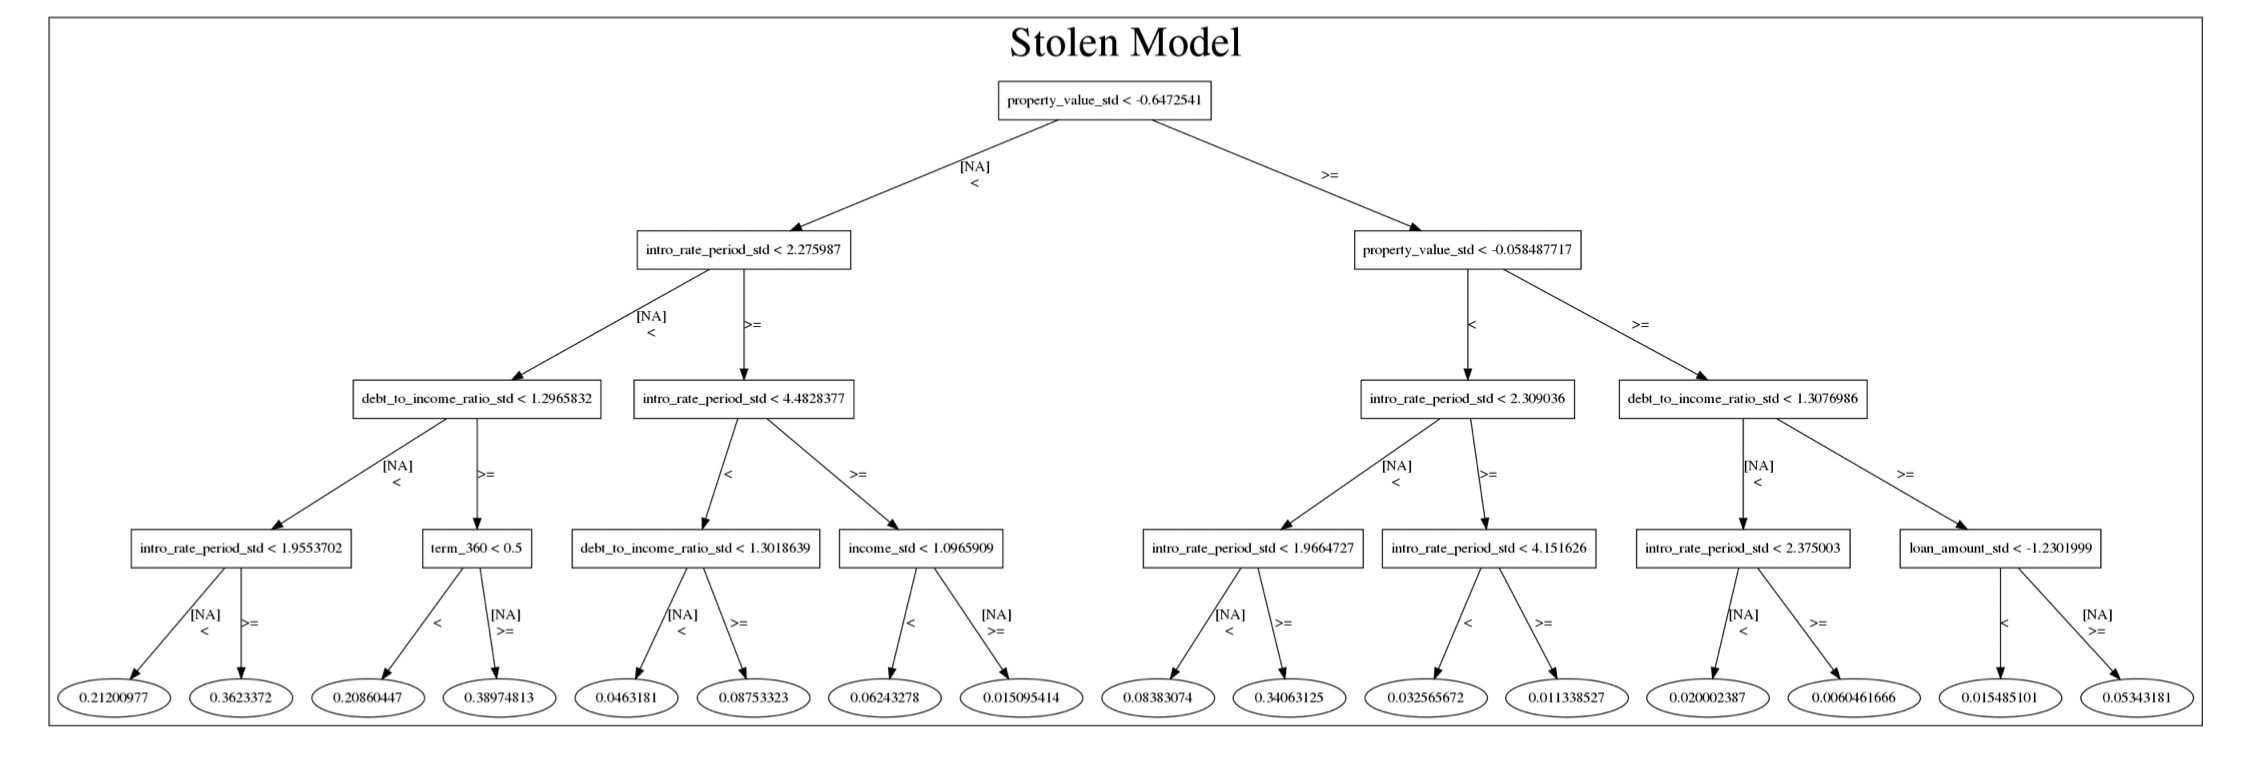 Stolen Model
property_value_std < -0.6472541
[NA]
<
>=
intro_rate_period_std < 2.275987
property_value_std < -0.058487717
[NA]
<
>=
<
>=
debt_to_income_ratio_std < 1.2965832
intro_rate_period_std < 4.4828377
intro_rate_period_std < 2.309036
debt_to_income_ratio_std < 1.3076986
[NA]
<
>=
<
>=
[NA]
<
>=
[NA]
<
>=
intro_rate_period_std < 1.9553702
term_360 < 0.5
debt_to_income_ratio_std < 1.3018639
income_std < 1.0965909
intro_rate_period_std < 1.9664727
intro_rate_period_std < 4.151626
intro_rate_period_std < 2.375003
loan_amount_std < -1.2301999
[NA]
<
>=
<
[NA]
>=
[NA]
<
>=
<
[NA]
>=
[NA]
<
>=
<
>=
[NA]
<
>=
<
[NA]
>=
0.21200977
0.3623372
0.20860447
0.38974813
0.0463181
0.08753323
0.06243278
0.015095414
0.08383074
0.34063125
0.032565672
0.011338527
0.020002387
0.0060461666
0.015485101
0.05343181